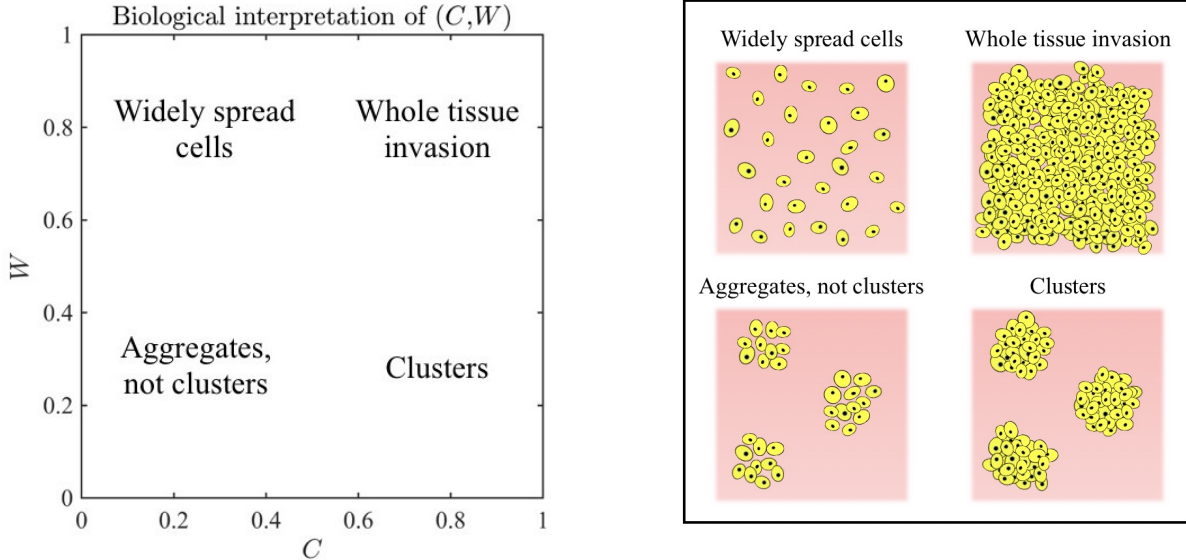 Biological interpretation of (C,W)
1
0.8
0.6
0.4
0.2
0
W
Widely spread
cells
Whole tissue
invasion
Aggregates,
not clusters
Clusters
0
0.2
0.4
0.6
0.8
1
C
Widely spread cells
Whole tissue invasion
Aggregates, not clusters
Clusters